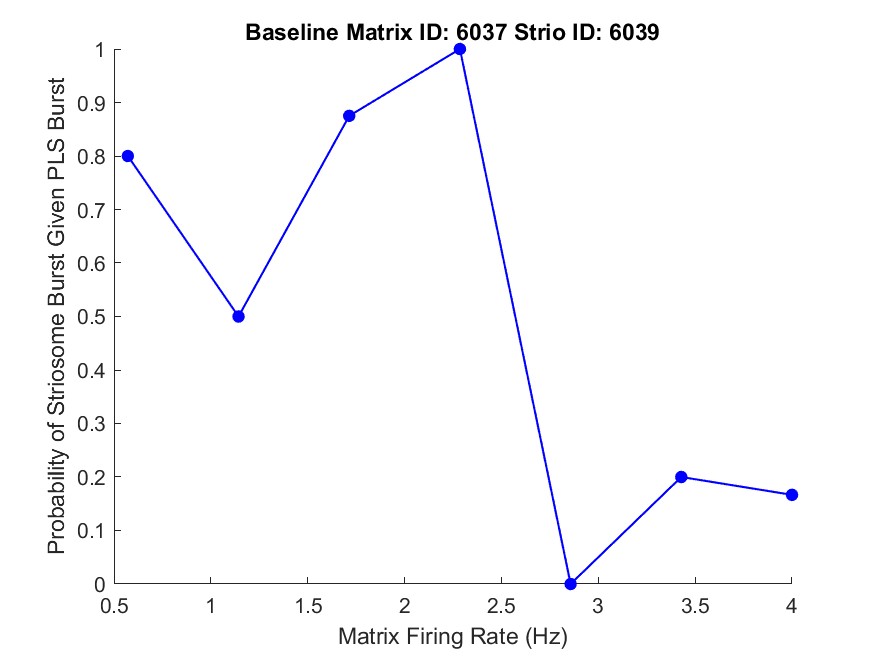 Baseline Matrix ID: 6037 Strio ID: 6039
Probability of Striosome Burst Given PLS Burst
1
0.9
0.8
0.7
0.6
0.5
0.4
0.3
0.2
0.1
0
0.5 1 1.5 2 2.5 3 3.5 4
Matrix Firing Rate (Hz)